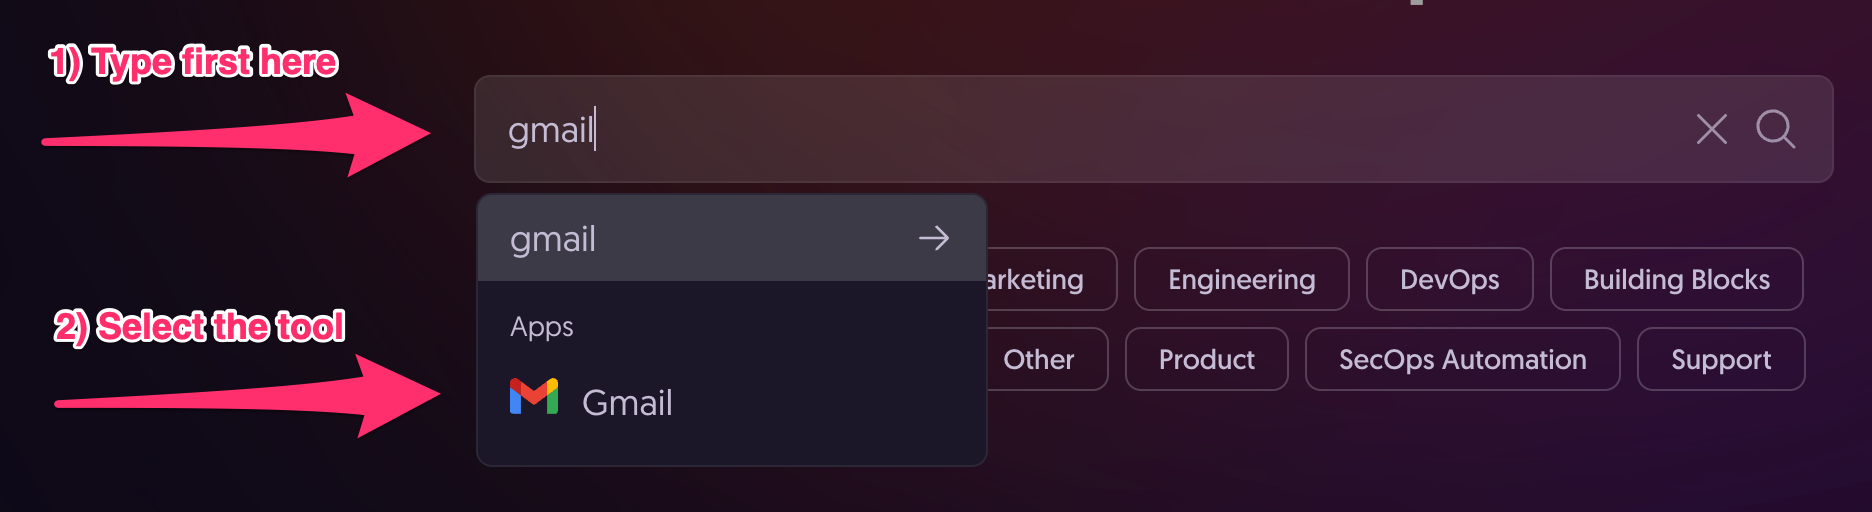 1) Type first here
gmail
gmail
arketing
Engineering
DevOps
Building Blocks
2) Select the tool
Apps
Other
Product
SecOps Automation
Support
Gmail